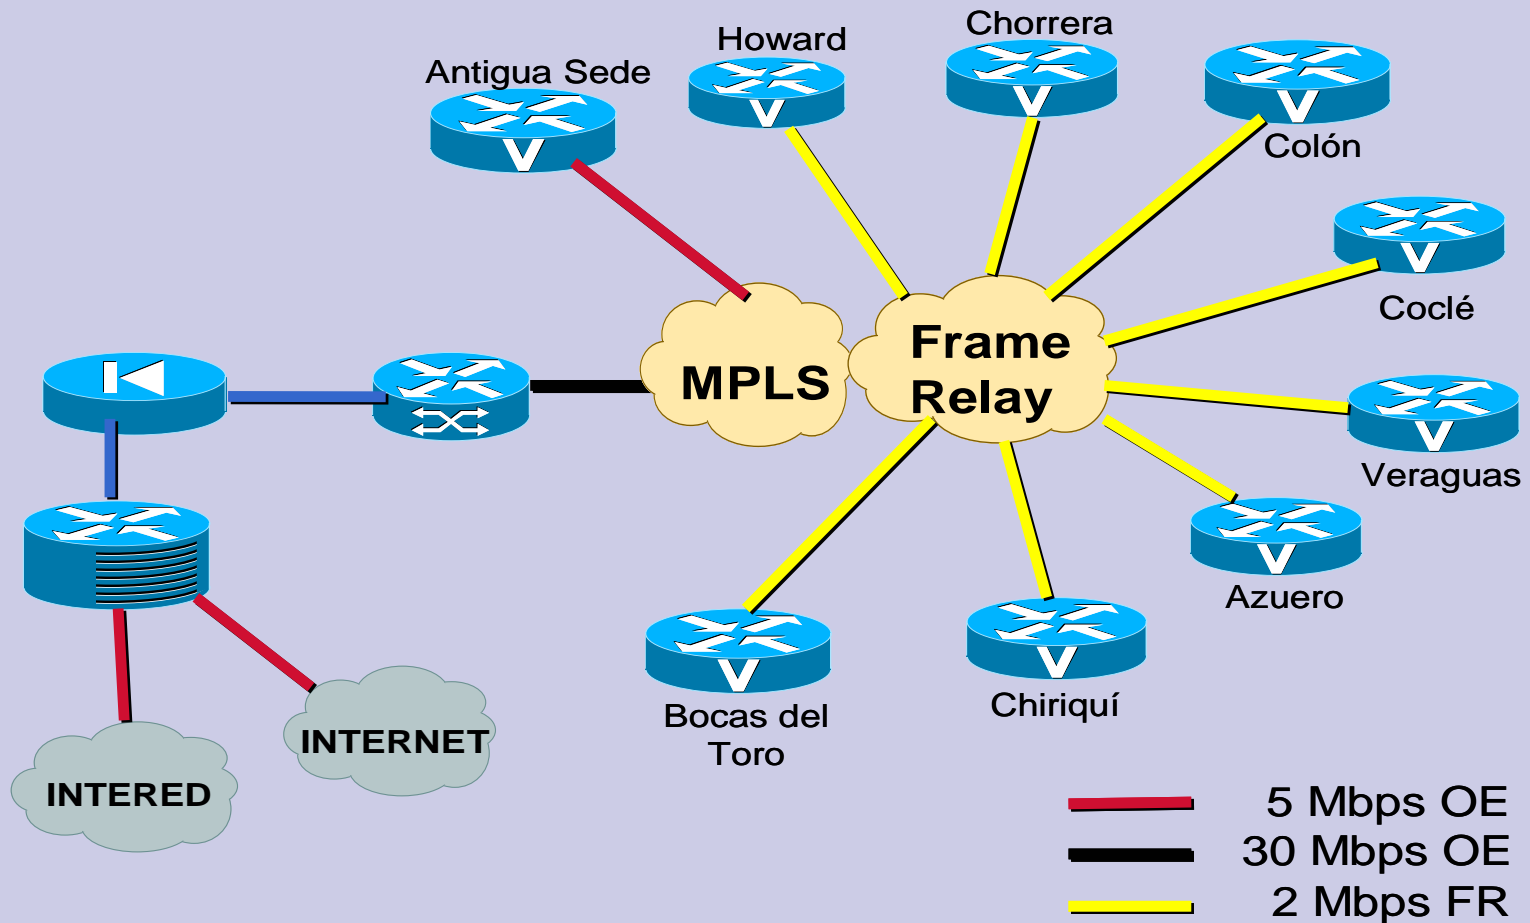 Chorrera
Howard
Antigua Sede
Colón
Coclé
Frame
Relay
MPLS
Veraguas
Azuero
Chiriquí
Bocas del
Toro
INTERNET
INTERED
5 Mbps OE
30 Mbps OE
2 Mbps FR